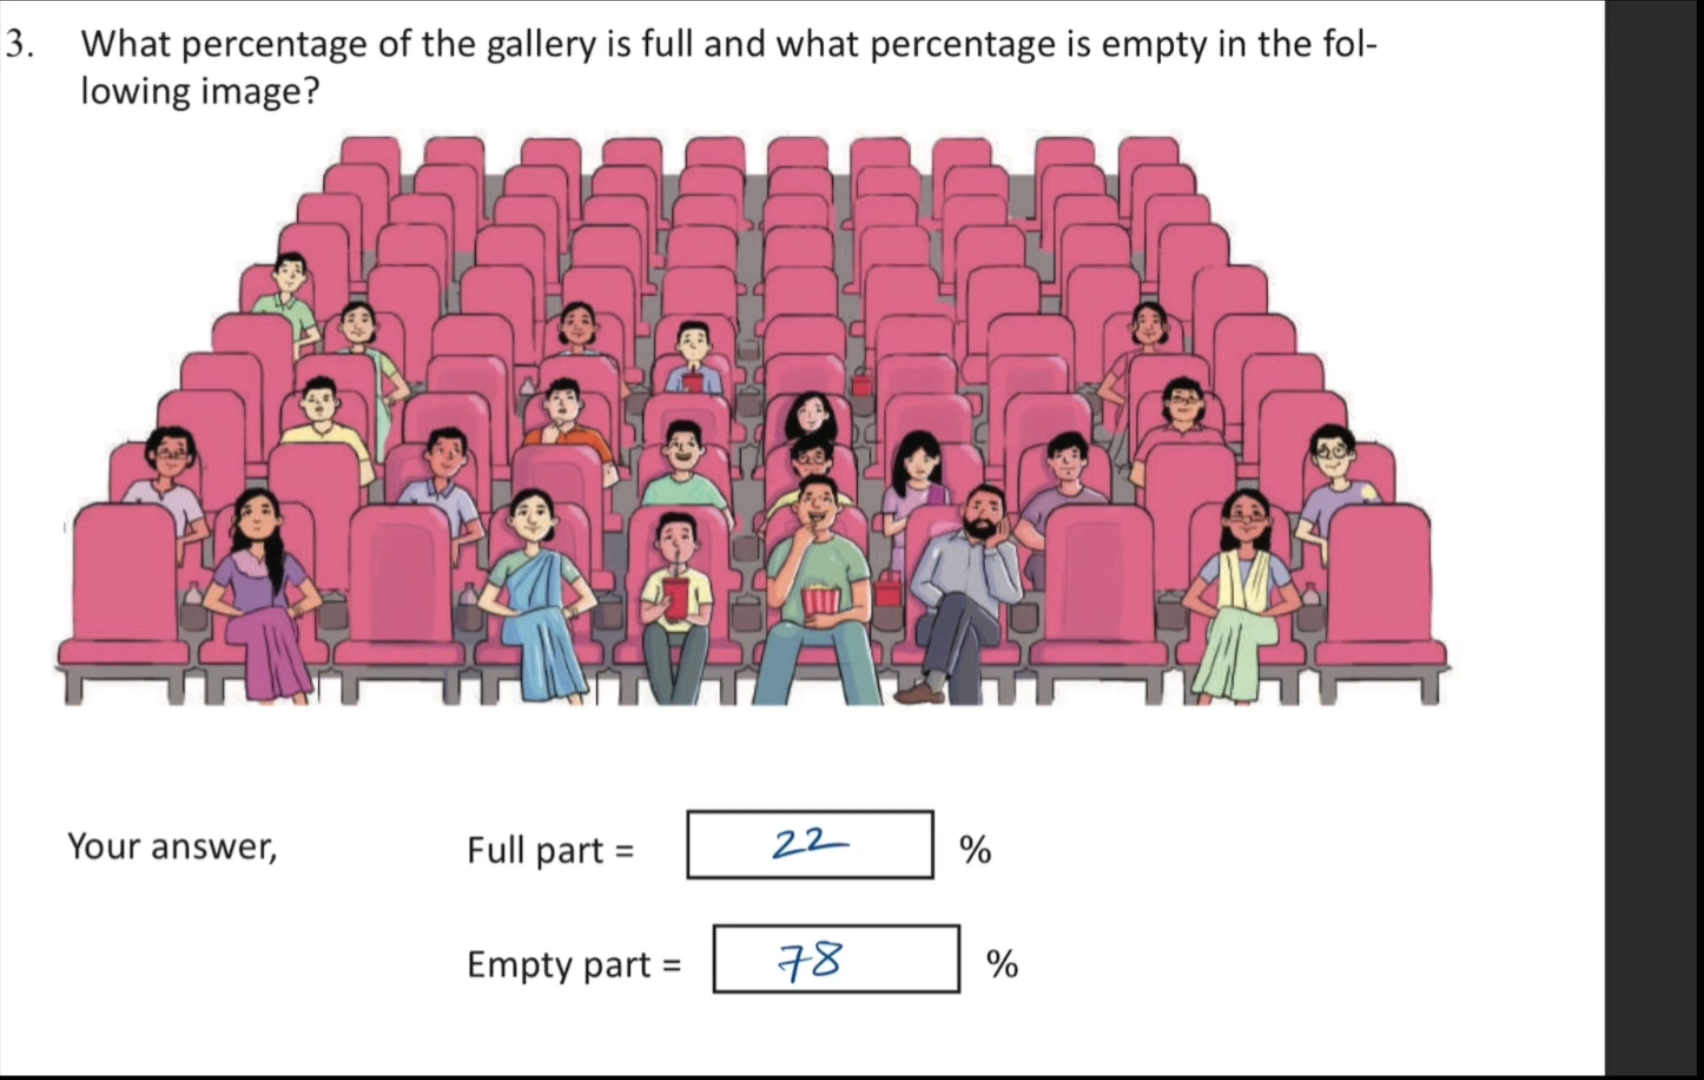 3. What percentage of the gallery is full and what percentage is empty in the fol-
lowing image?
Your answer, Full part = 22 %
Empty part = 78 %